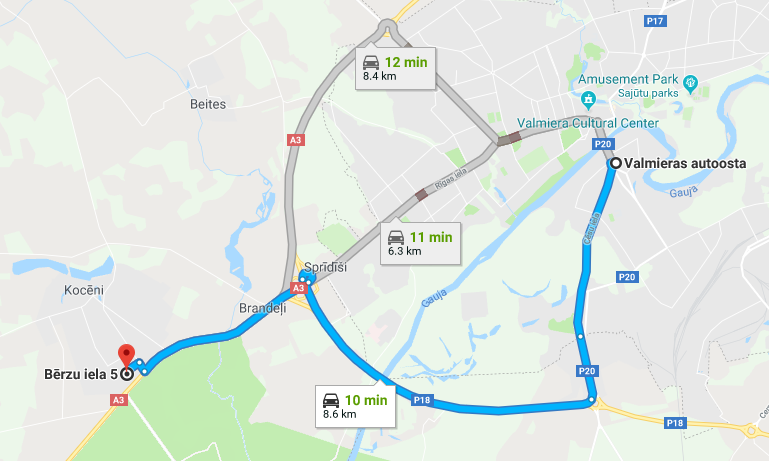 P17
12 min
8.4 km
Amusement Park
Sajūtu parks
Beites
Valmiera Cultural Center
A3
P20
Valmieras autoosta
Rīgas iela
Gauja
11 min
6.3 km
Cēsu iela
Sprīdīši
P20
Kocēni
A3
Gauja
Brandeļi
Bērzu iela 5
P20
A3
10 min
8.6 km
P18
P18